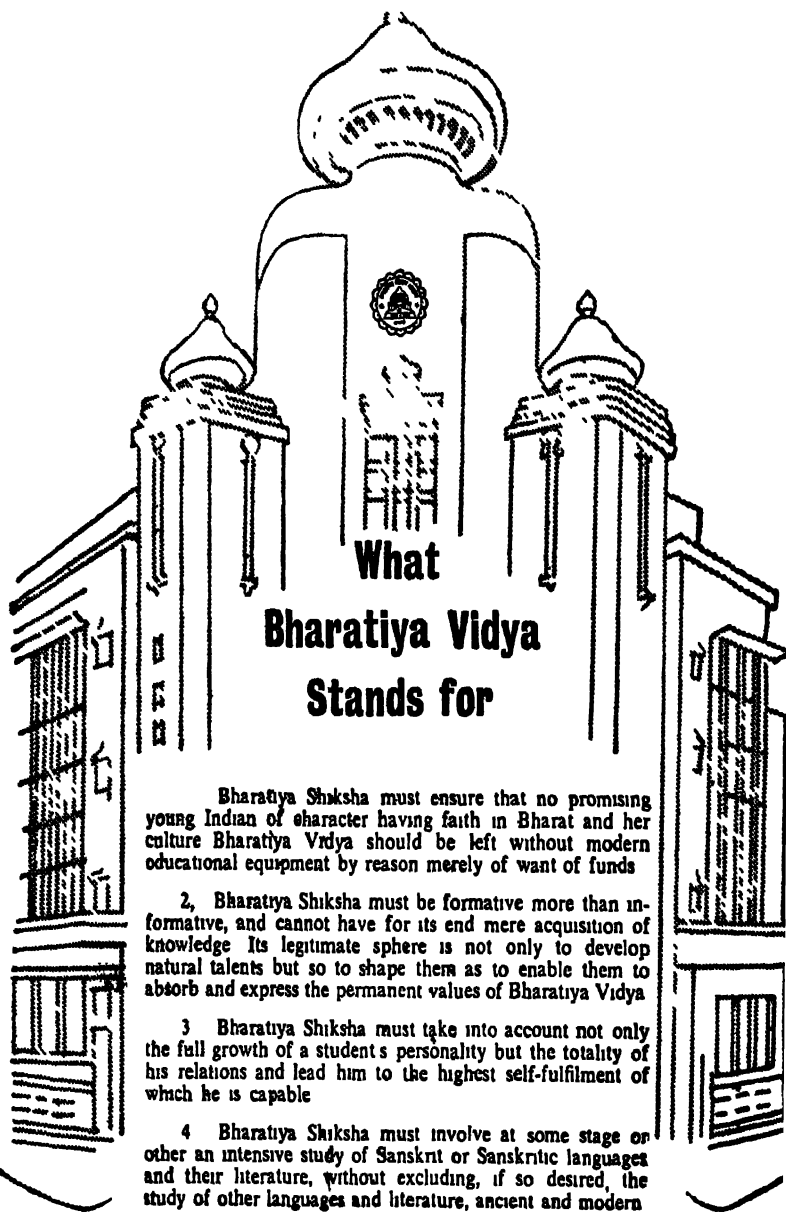 What
Bharatiya Vidya
Stands for
Bharatiya Shiksha must ensure that no promising
young Indian of character having faith in Bharat and her
culture Bharatiya Vidya should be left without modern
educational equipment by reason merely of want of funds
2, Bharatiya Shiksha must be formative more than in-
formative, and cannot have for its end mere acquisition of
knowledge Its legitimate sphere is not only to develop
natural talents but so to shape them as to enable them to
absorb and express the permanent values of Bharatiya Vidya
3 Bharatiya Shiksha must take into account not only
the full growth of a student s personality but the totality of
his relations and lead him to the highest self-fulfilment of
which he is capable
4 Bharatiya Shiksha must involve at some stage or
other an intensive study of Sanskrit or Sanskritic languages
and their literature, without excluding, if so desired, the
study of other languages and literature, ancient and modern